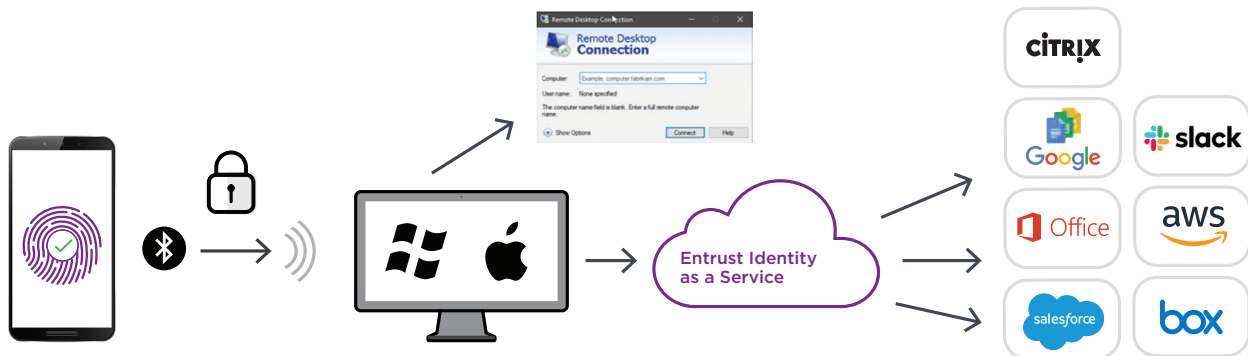 Remote Desktop Connection
Remote Desktop
Connection
Computer:
Example: computer.fabrikam.com
User name:
None specified
The computer name field is blank. Enter a full remote computer
name.
Show Options
Connect
Help
Entrust Identity
as a Service
CiTRIX
Google
slack
Office
aws
salesforce
box